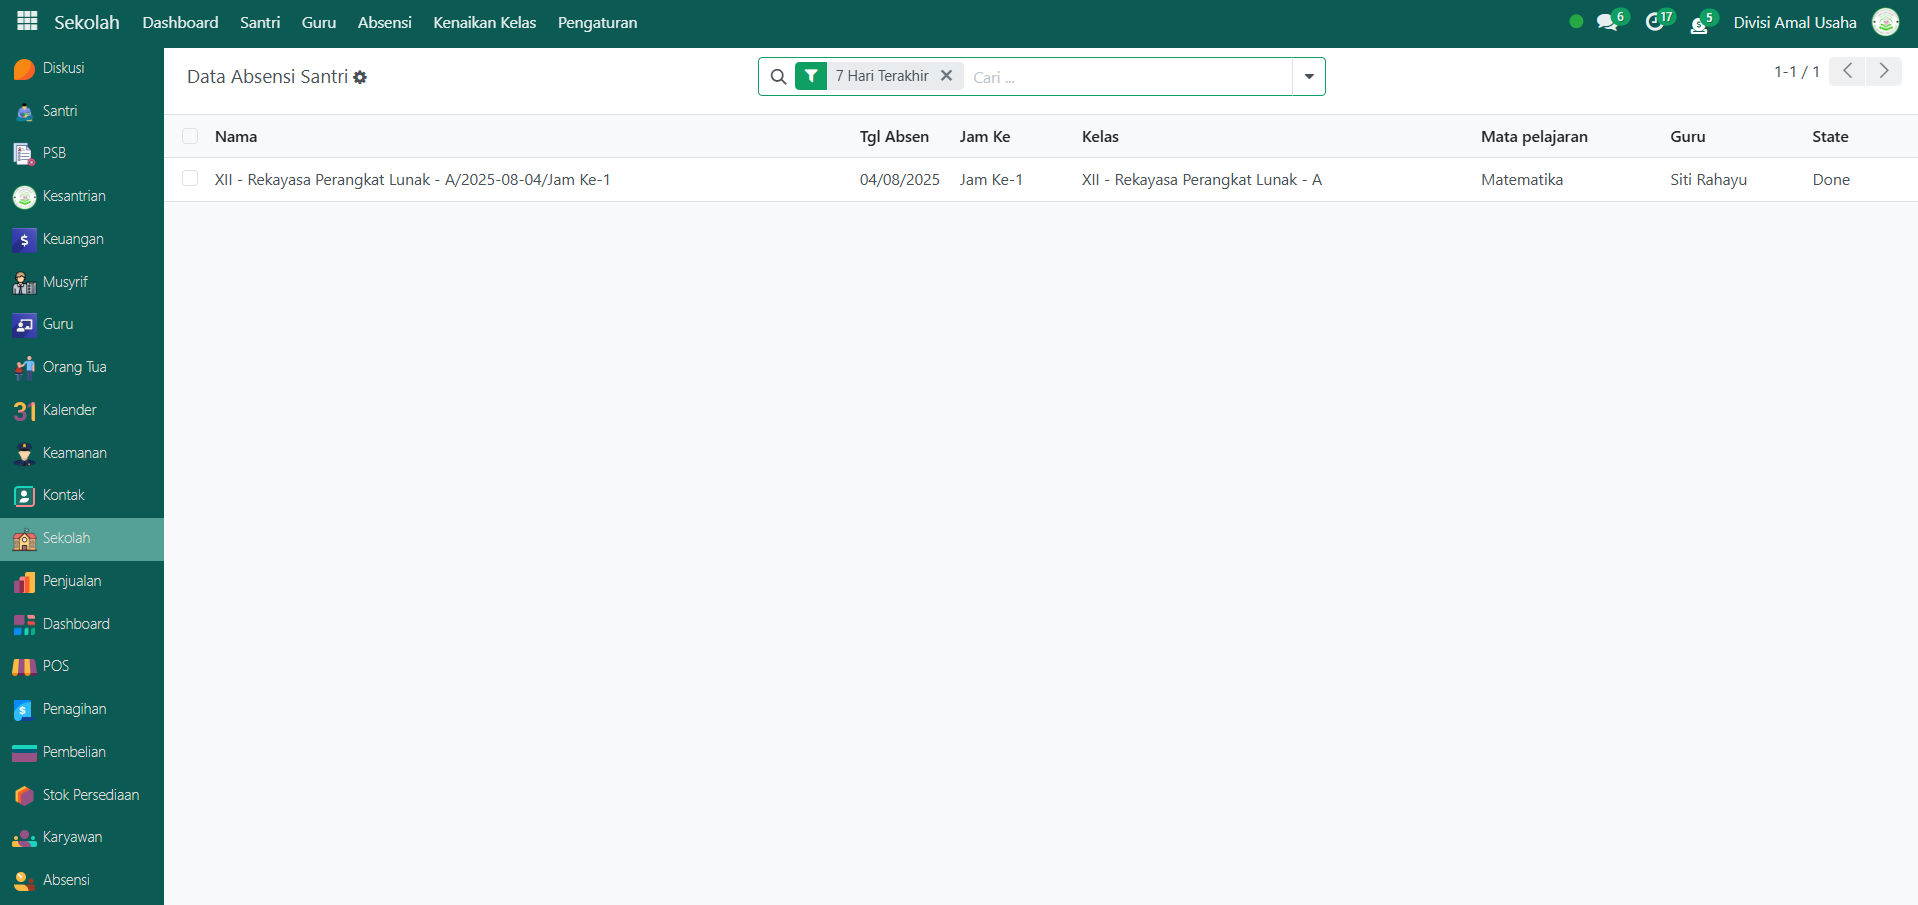 Sekolah Dashboard Santri Guru Absensi Kenaikan Kelas Pengaturan 6 17 5 Divisi Amal Usaha
Data Absensi Santri 7 Hari Terakhir Cari ... 1-1 / 1
Nama Tgl Absen Jam Ke Kelas Mata pelajaran Guru State
XII - Rekayasa Perangkat Lunak - A/2025-08-04/Jam Ke-1 04/08/2025 Jam Ke-1 XII - Rekayasa Perangkat Lunak - A Matematika Siti Rahayu Done
Diskusi
Santri
PSB
Kesantrian
Keuangan
Musyrif
Guru
Orang Tua
31 Kalender
Keamanan
Kontak
Sekolah
Penjualan
Dashboard
POS
Penagihan
Pembelian
Stok Persediaan
Karyawan
Absensi